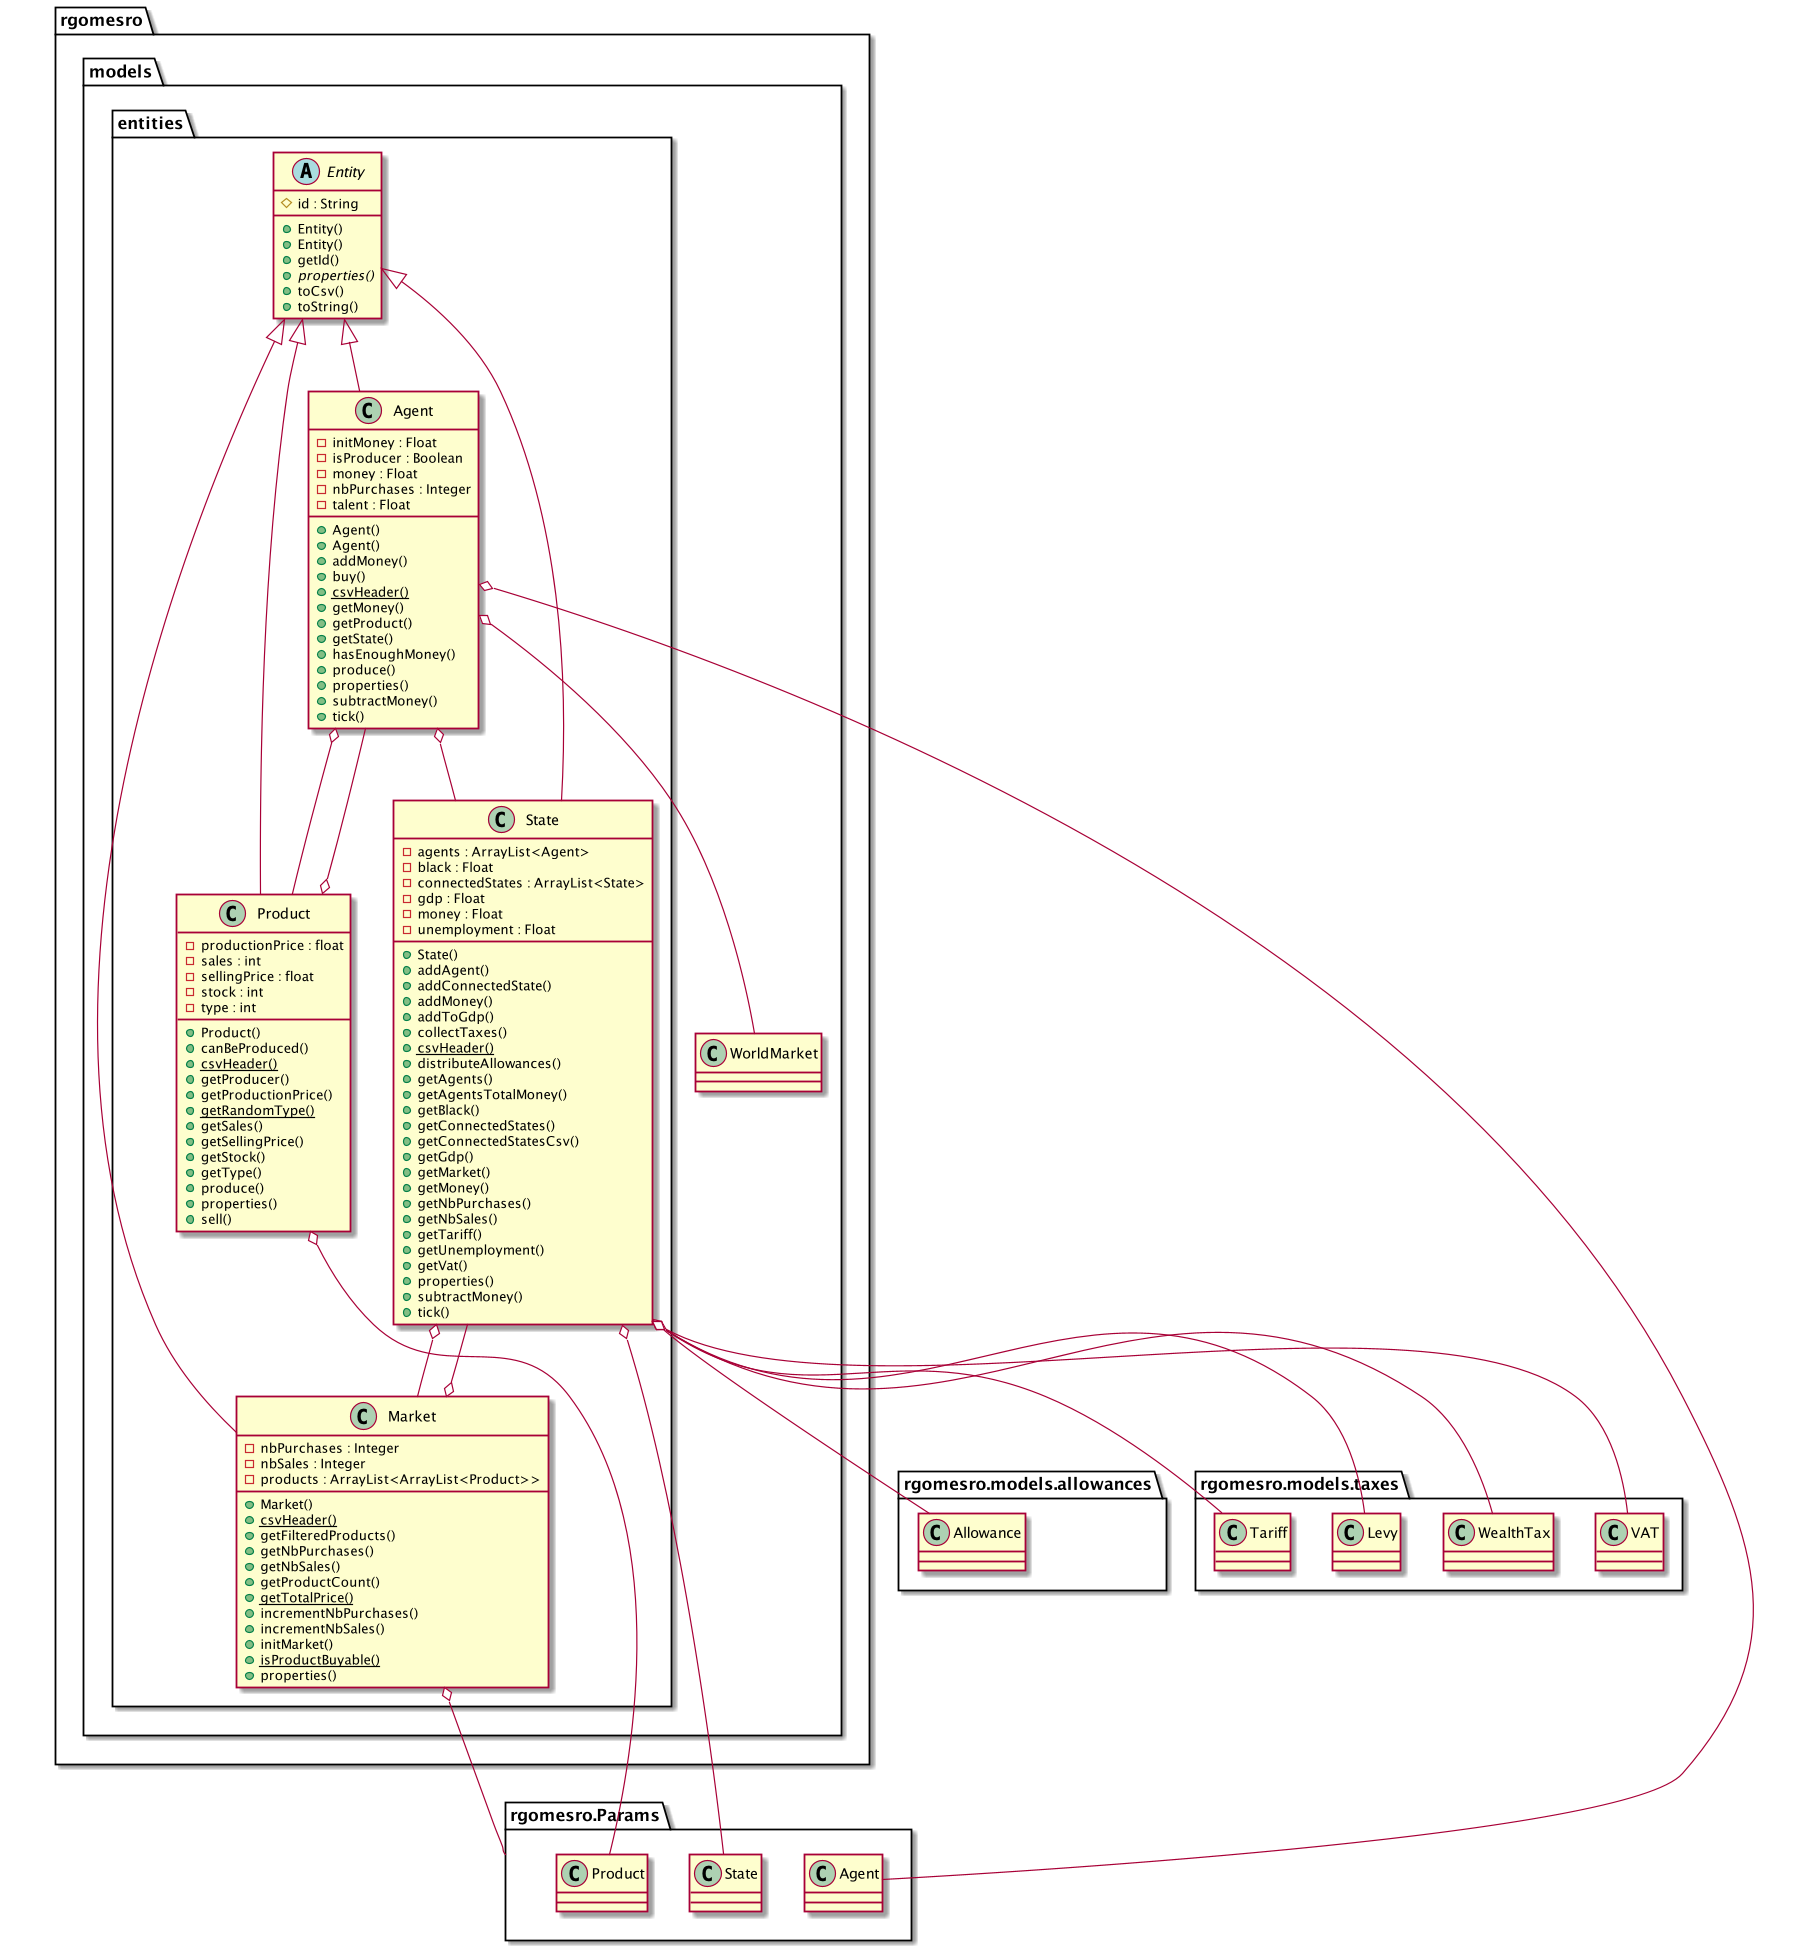 rgomesro
models
entities
A Entity
id : String
Entity()
Entity()
getId()
properties()
toCsv()
toString()
C Agent
initMoney : Float
isProducer : Boolean
money : Float
nbPurchases : Integer
talent : Float
Agent()
Agent()
addMoney()
buy()
csvHeader()
getMoney()
getProduct()
getState()
hasEnoughMoney()
produce()
properties()
subtractMoney()
tick()
C State
agents : ArrayList<Agent>
black : Float
connectedStates : ArrayList<State>
gdp : Float
money : Float
unemployment : Float
State()
addAgent()
addConnectedState()
addMoney()
addToGdp()
collectTaxes()
csvHeader()
distributeAllowances()
getAgents()
getAgentsTotalMoney()
getBlack()
getConnectedStates()
getConnectedStatesCsv()
getGdp()
getMarket()
getMoney()
getNbPurchases()
getNbSales()
getTariff()
getUnemployment()
getVat()
properties()
subtractMoney()
tick()
C Product
productionPrice : float
sales : int
sellingPrice : float
stock : int
type : int
Product()
canBeProduced()
csvHeader()
getProducer()
getProductionPrice()
getRandomType()
getSales()
getSellingPrice()
getStock()
getType()
produce()
properties()
sell()
C WorldMarket
C Market
nbPurchases : Integer
nbSales : Integer
products : ArrayList<ArrayList<Product>>
Market()
csvHeader()
getFilteredProducts()
getNbPurchases()
getNbSales()
getProductCount()
getTotalPrice()
incrementNbPurchases()
incrementNbSales()
initMarket()
isProductBuyable()
properties()
rgomesro.models.allowances
C Allowance
rgomesro.models.taxes
C Tariff
C Levy
C WealthTax
C VAT
rgomesro.Params
C Product
C State
C Agent